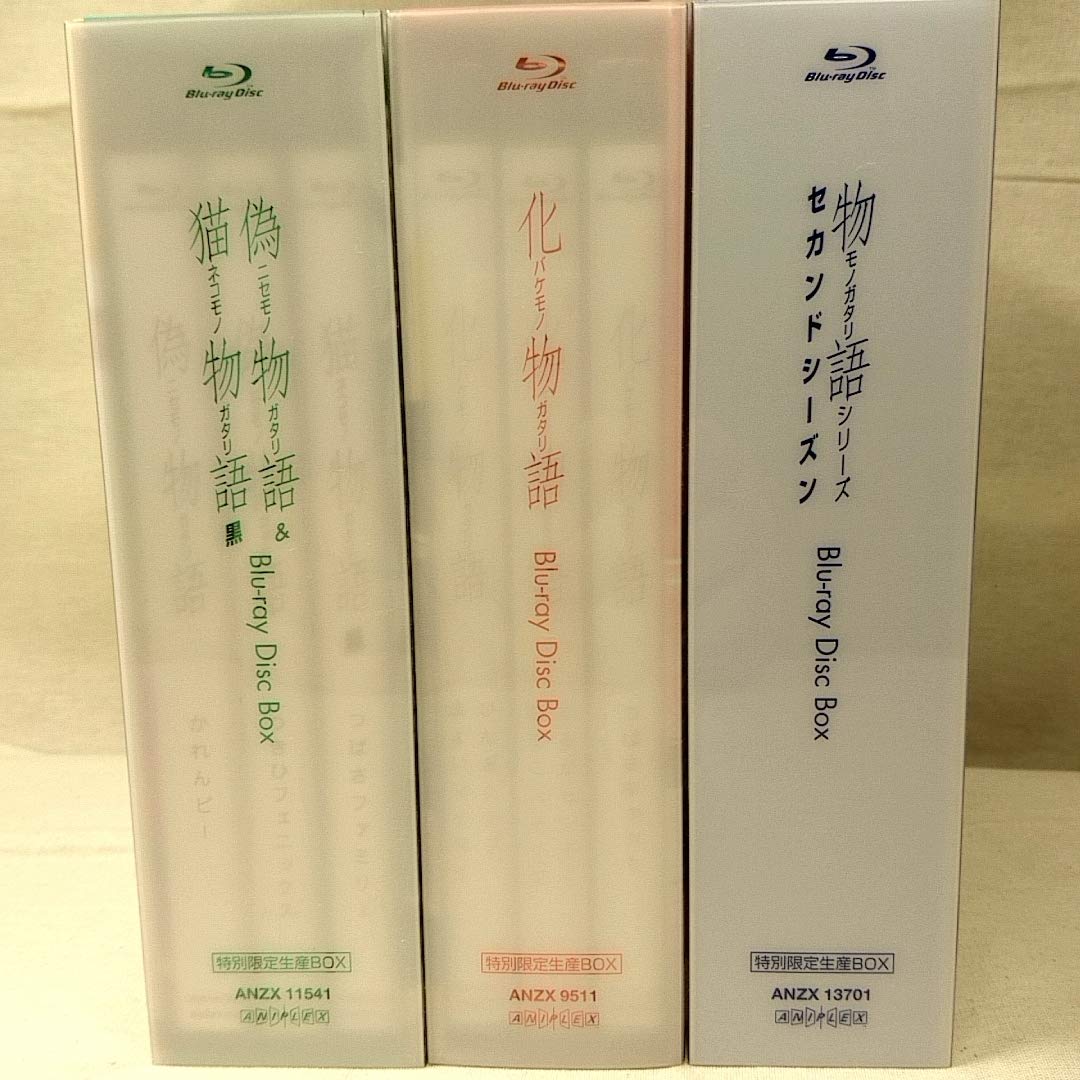 Blu-ray Disc
偽物語
ニセモノガタリ
&
猫物語
ネコモノガタリ
黒
Blu-ray Disc Box
かれんビー
特別限定生産BOX
ANZX 11541
ANIPLEX
Blu-ray Disc
化物語
バケモノガタリ
Blu-ray Disc Box
特別限定生産BOX
ANZX 9511
ANIPLEX
Blu-ray Disc
物語シリーズ
モノガタリ
セカンドシーズン
Blu-ray Disc Box
特別限定生産BOX
ANZX 13701
ANIPLEX